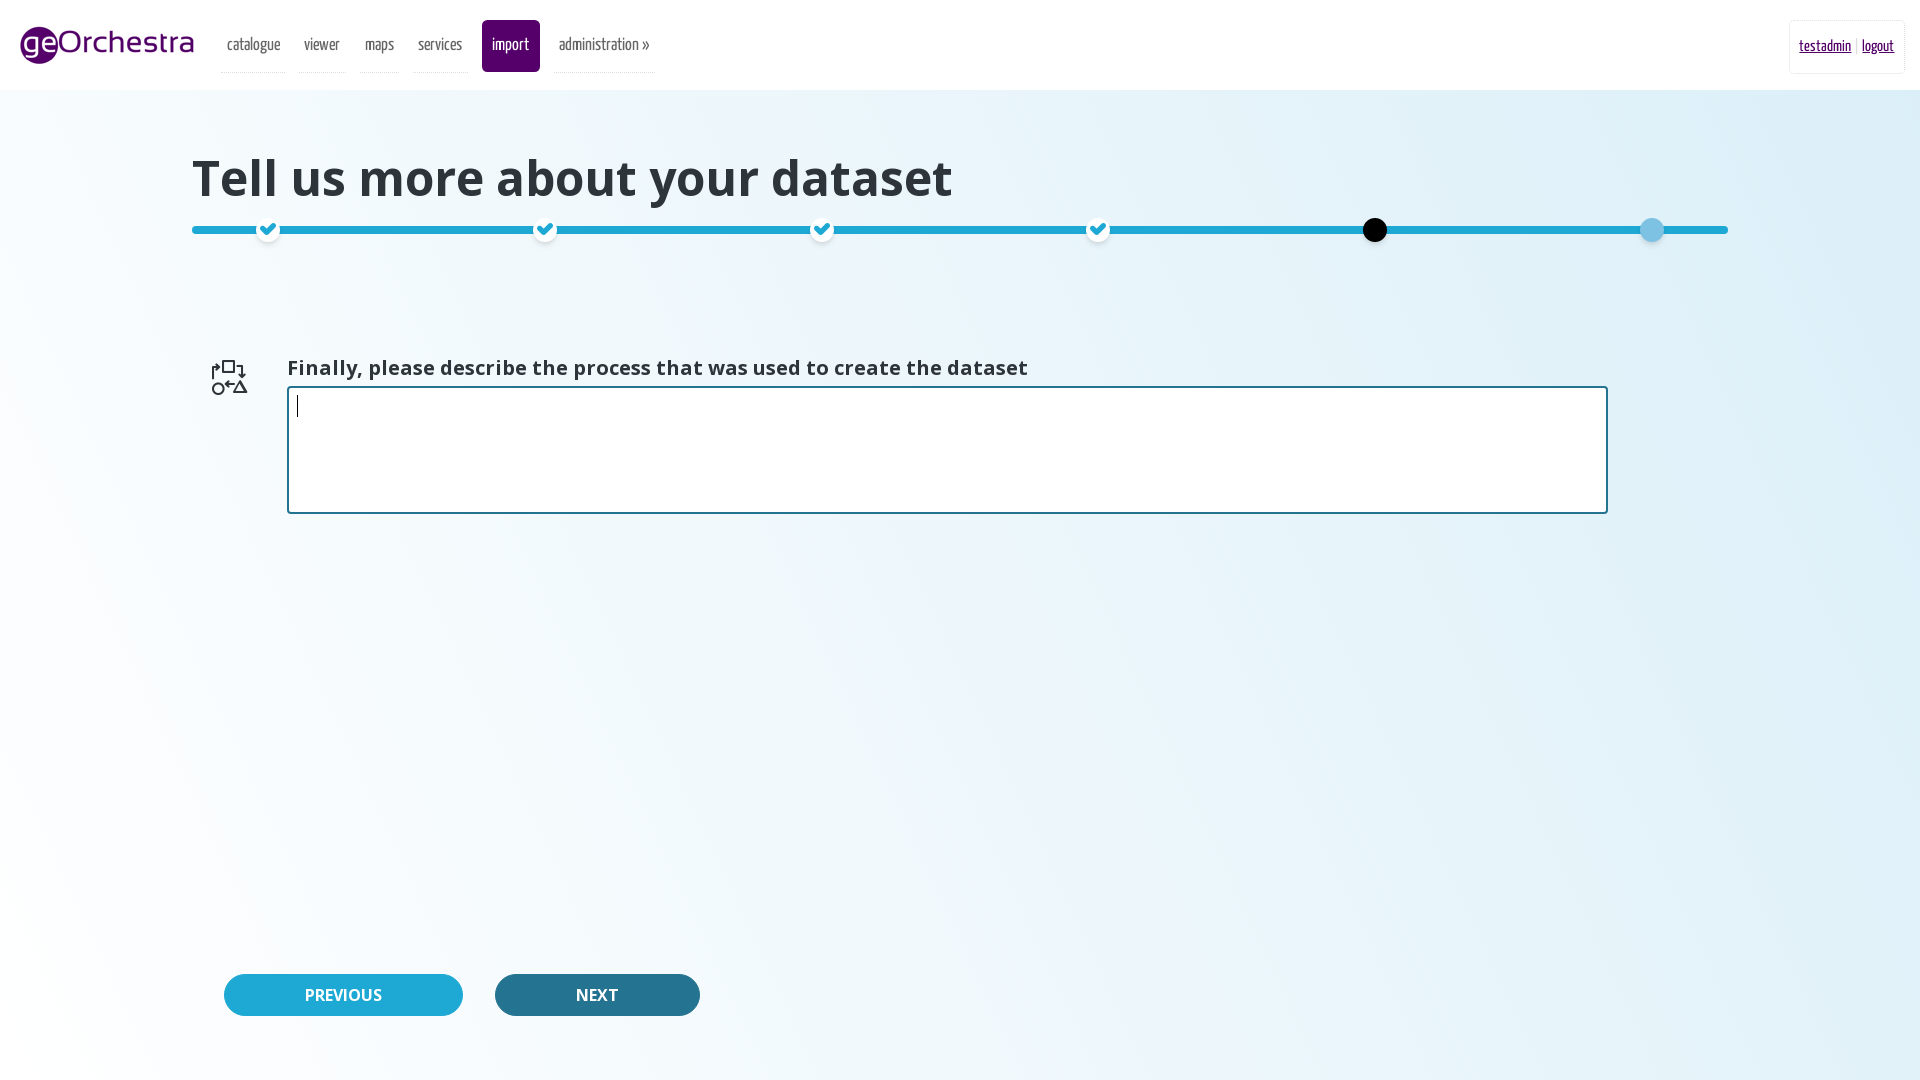 geOrchestra
catalogue
viewer
maps
services
import
administration »
testadmin
logout
Tell us more about your dataset
Finally, please describe the process that was used to create the dataset
PREVIOUS
NEXT